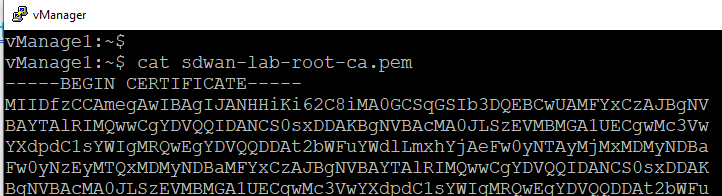 vManager
vManage1:~$
vManage1:~$ cat sdwan-lab-root-ca.pem
-----BEGIN CERTIFICATE-----
MIIDfzCCAmegAwIBAgIJANHHiKi62C8iMA0GCSqGSIb3DQEBCwUAMFYxCzAJBgNV
BAYTAlRIMQwwCgYDVQQIDANCS0sxDDAKBgNVBAcMA0JLSzEVMBMGA1UECgwMc3Vw
YXdpdC1sYWIgMRQwEgYDVQQDDAt2bWFuYWdlLmxhYjAeFw0yNTAyMjMxMDMyNDBa
Fw0yNzEyMTQxMDMyNDBaMFYxCzAJBgNVBAYTAlRIMQwwCgYDVQQIDANCS0sxDDAK
BgNVBAcMA0JLSzEVMBMGA1UECgwMc3VwYXdpdC1sYWIgMRQwEgYDVQQDDAt2bWFu